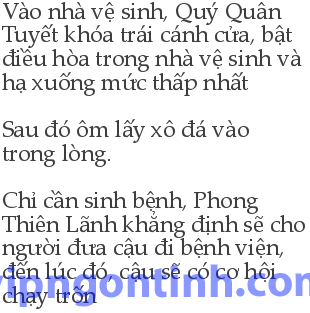 Vào nhà vệ sinh, Quý Quân
Tuyết khóa trái cánh cửa, bật
điều hòa trong nhà vệ sinh và
hạ xuống mức thấp nhất
Sau đó ôm lấy xô đá vào
trong lòng.
Chỉ cần sinh bệnh, Phong
Thiên Lãnh khẳng định sẽ cho
người đưa cậu đi bệnh viện,
đến lúc đó, cậu sẽ có cơ hội
chạy trốn